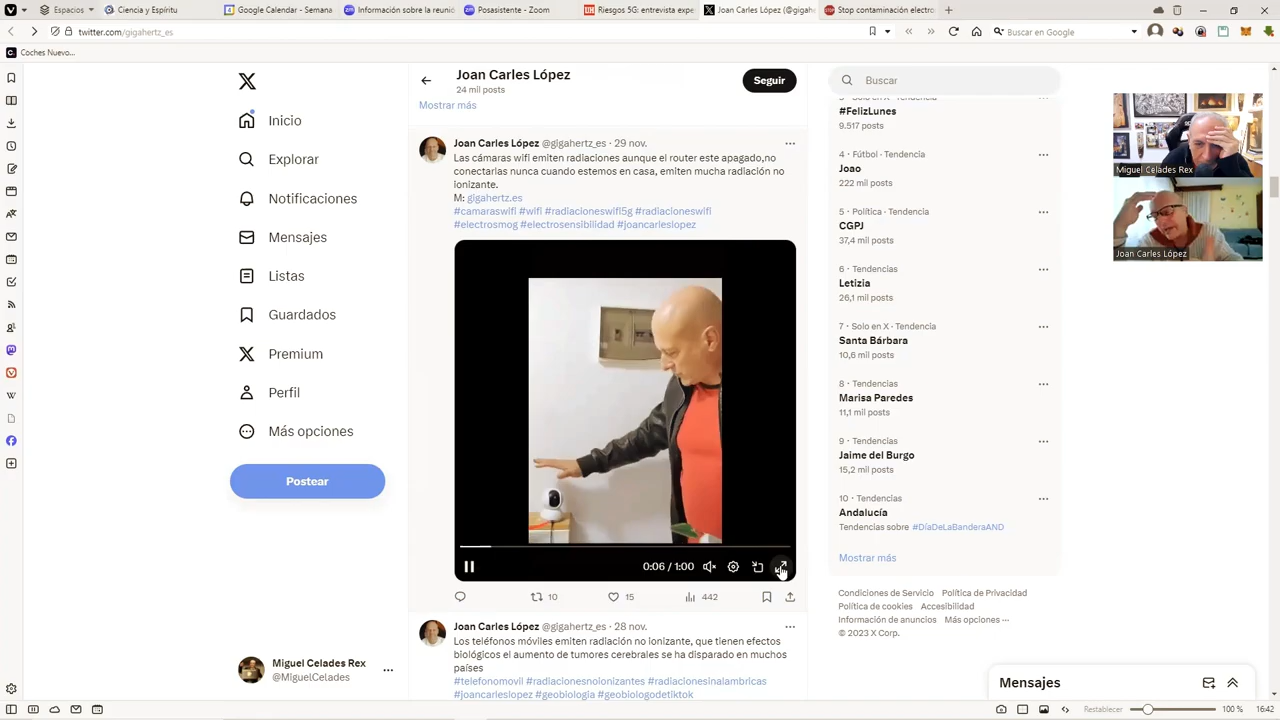 Espacios
Ciencia y Espíritu
Google Calendar - Semana
Información sobre la reunió
Posasistente - Zoom
Riesgos 5G: entrevista expe
Joan Carles López (@gigah
Stop contaminación electro
twitter.com/gigahertz_es
Buscar en Google
Coches Nuevo...
Inicio
Explorar
Notificaciones
Mensajes
Listas
Guardados
Premium
Perfil
Más opciones
Postear
Miguel Celades Rex
@MiguelCelades
Joan Carles López
24 mil posts
Seguir
Mostrar más
Joan Carles López @gigahertz_es · 29 nov.
Las cámaras wifi emiten radiaciones aunque el router este apagado,no
conectarlas nunca cuando estemos en casa, emiten mucha radiación no
ionizante.
M: gigahertz.es
#camaraswifi #wifi #radiacioneswifi5g #radiacioneswifi
#electrosmog #electrosensibilidad #joancarleslopez
0:06 / 1:00
10
15
442
Joan Carles López @gigahertz_es · 28 nov.
Los teléfonos móviles emiten radiación no ionizante, que tienen efectos
biológicos el aumento de tumores cerebrales se ha disparado en muchos
países
#telefonomovil #radiacionesnoionizantes #radiacionesinalambricas
#joancarleslopez #geobiologia #geobiologodetiktok
Buscar
#FelizLunes
9.517 posts
4 · Fútbol · Tendencia
Joao
222 mil posts
5 · Política · Tendencia
CGPJ
37,4 mil posts
6 · Tendencias
Letizia
26,1 mil posts
7 · Solo en X · Tendencia
Santa Bárbara
10,6 mil posts
8 · Tendencias
Marisa Paredes
11,1 mil posts
9 · Tendencias
Jaime del Burgo
15,2 mil posts
10 · Tendencias
Andalucía
Tendencias sobre #DíaDeLaBanderaAND
Mostrar más
Condiciones de Servicio Política de Privacidad
Política de cookies Accesibilidad
Información de anuncios Más opciones ···
© 2023 X Corp.
Mensajes
Miguel Celades Rex
Joan Carles López
Restablecer
100 %
16:42